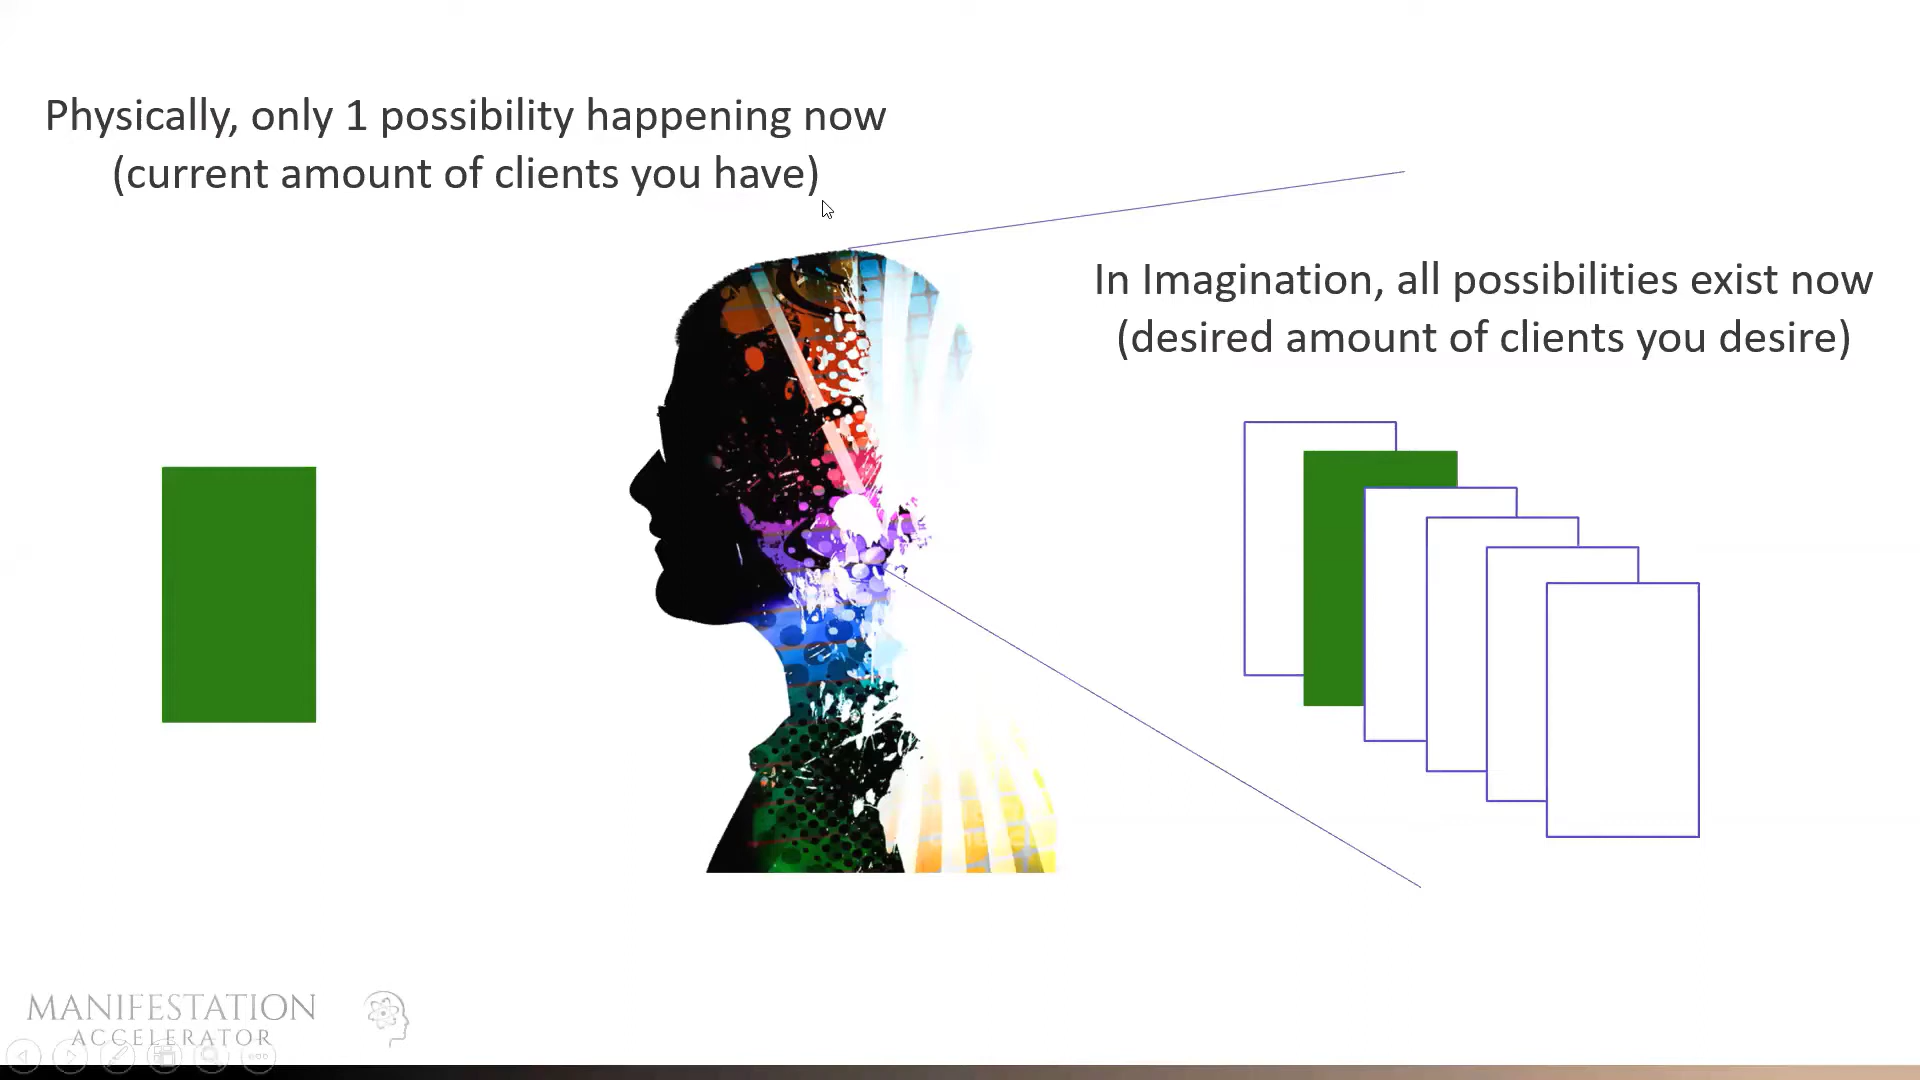 Physically, only 1 possibility happening now
(current amount of clients you have)
In Imagination, all possibilities exist now
(desired amount of clients you desire)
MANIFESTATION
ACCELERATOR